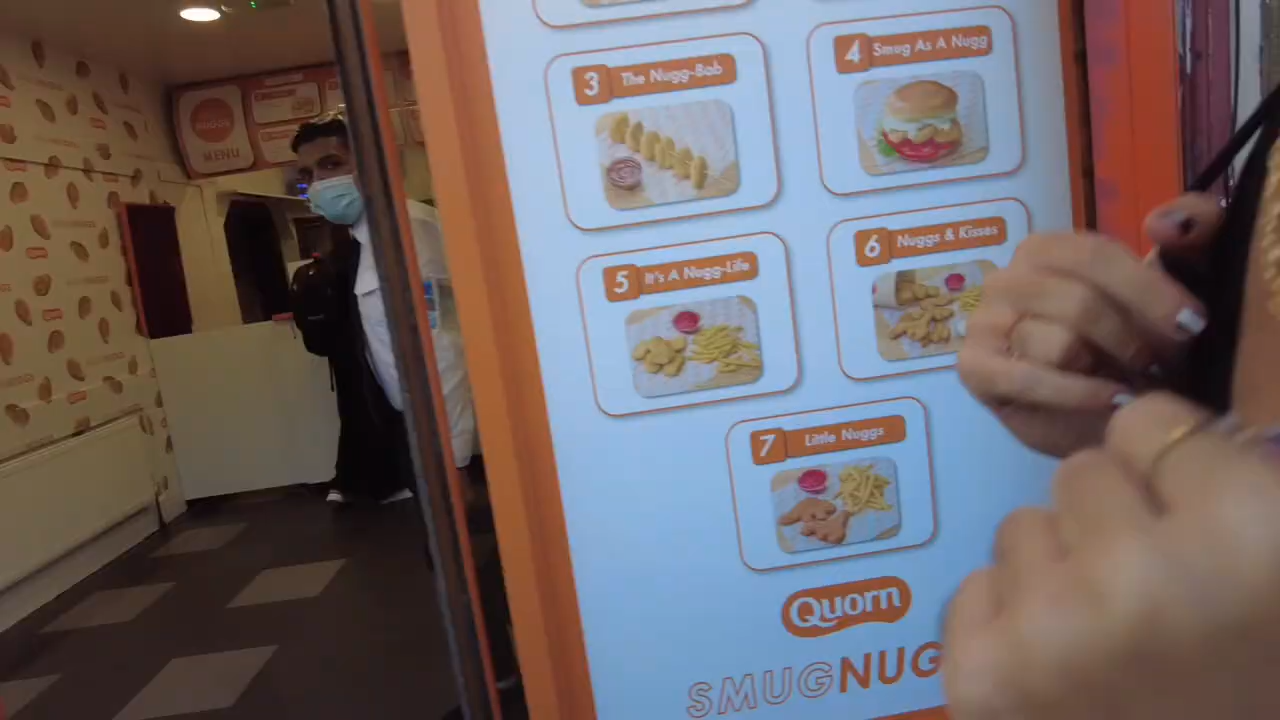 MENU
3 The Nugg-Bob
4 Smug As A Nugg
5 It's A Nugg-Life
6 Nuggs & Kisses
7 Little Nuggs
Quorn
SMUGNUG